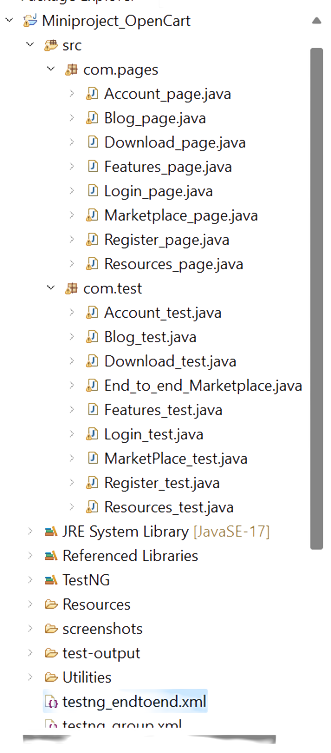 Miniproject_OpenCart
src
com.pages
Account_page.java
Blog_page.java
Download_page.java
Features_page.java
Login_page.java
Marketplace_page.java
Register_page.java
Resources_page.java
com.test
Account_test.java
Blog_test.java
Download_test.java
End_to_end_Marketplace.java
Features_test.java
Login_test.java
MarketPlace_test.java
Register_test.java
Resources_test.java
JRE System Library [JavaSE-17]
Referenced Libraries
TestNG
Resources
screenshots
test-output
Utilities
testng_endtoend.xml
testng_group.xml